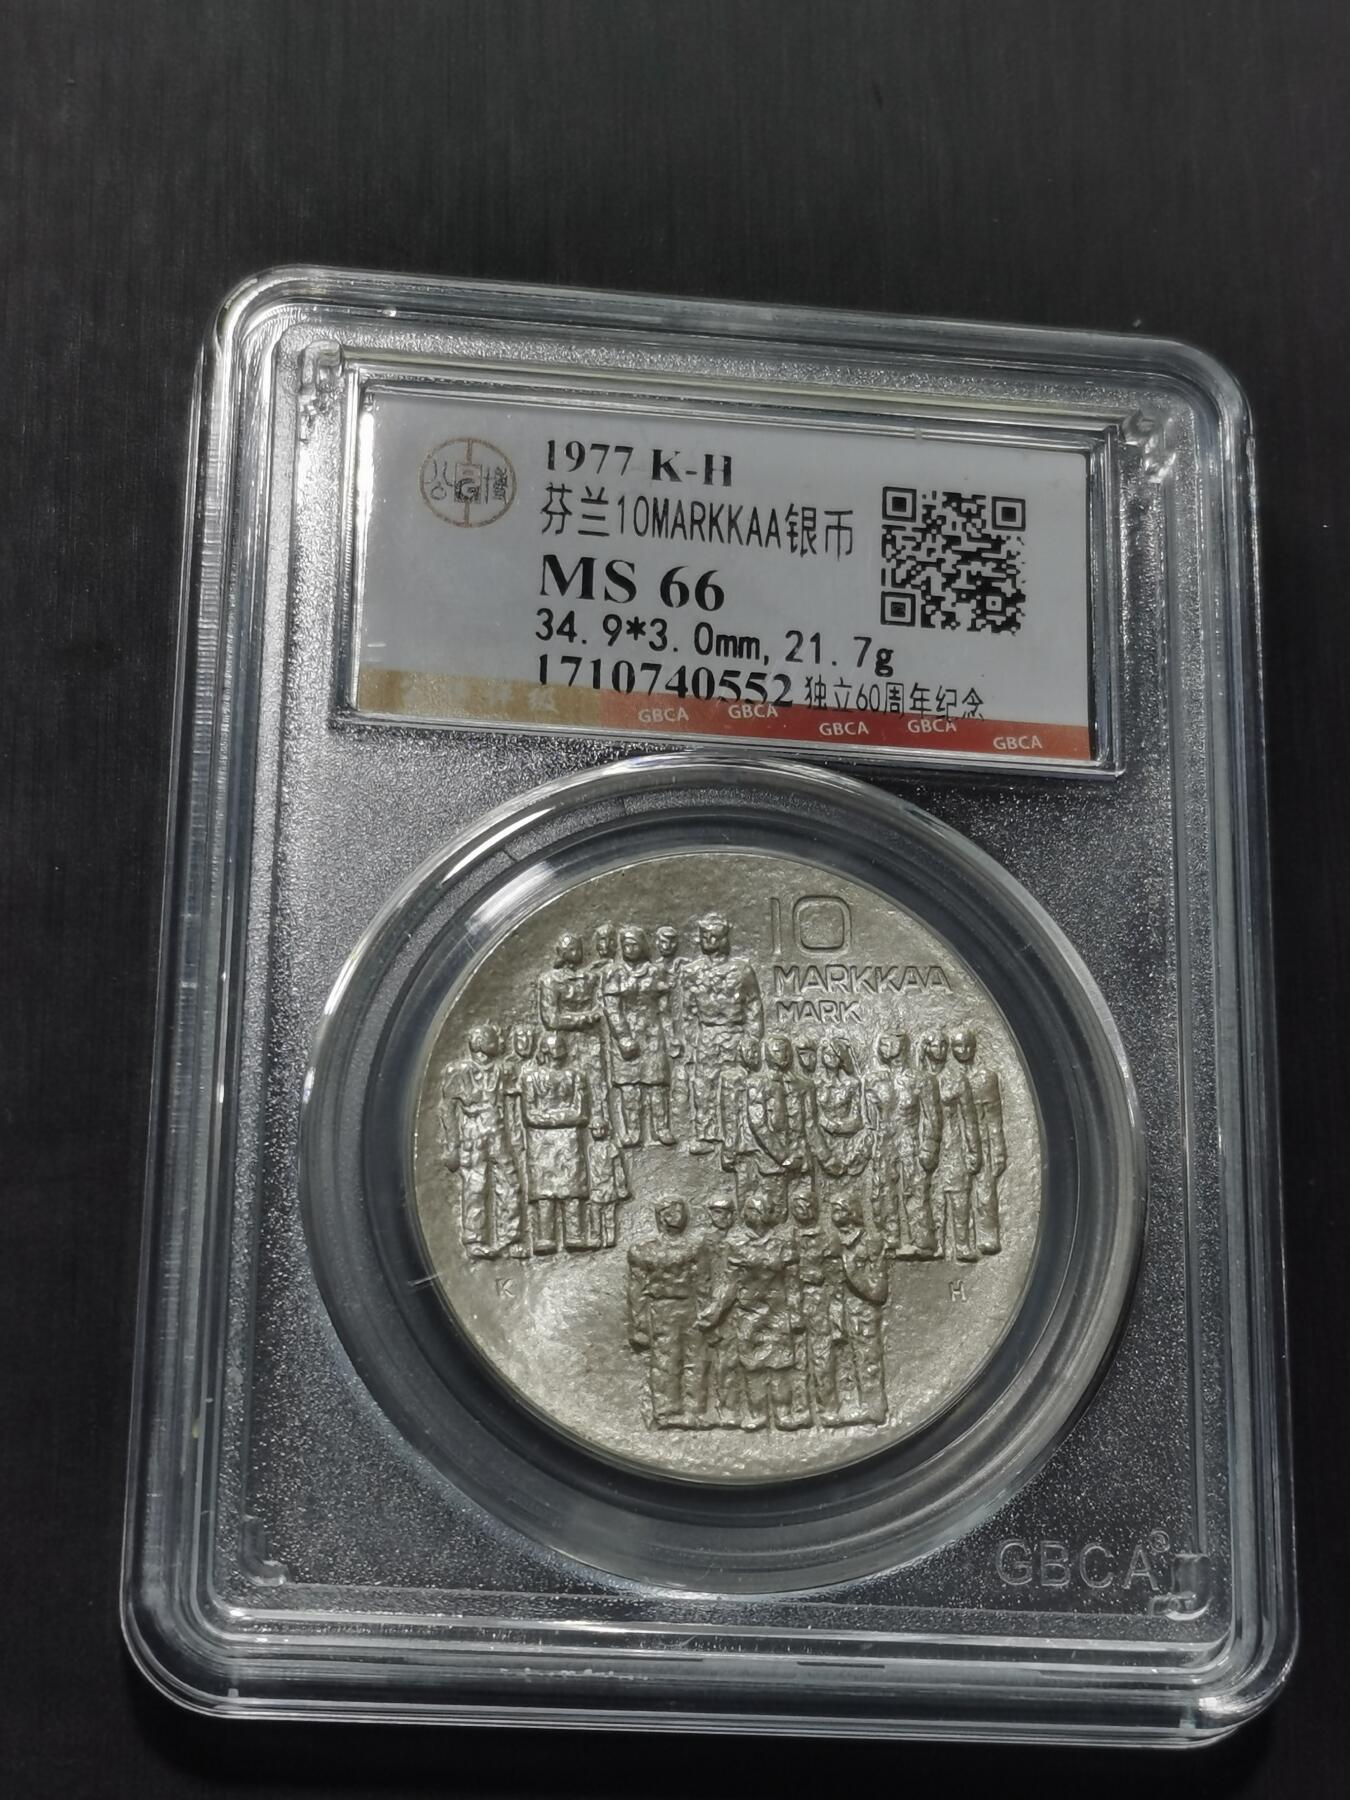 1977 K-H
芬兰10MARKKAA银币
MS 66
34.9*3.0mm, 21.7g
1710740552 独立60周年纪念
GBCA GBCA GBCA GBCA GBCA
10
MARKKAA
MARK
K H
GBCA®